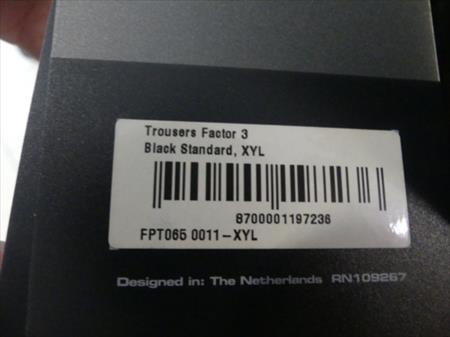 Trousers Factor 3
Black Standard, XYL
8700001197236
FPT065 0011-XYL
Designed in: The Netherlands RN109267